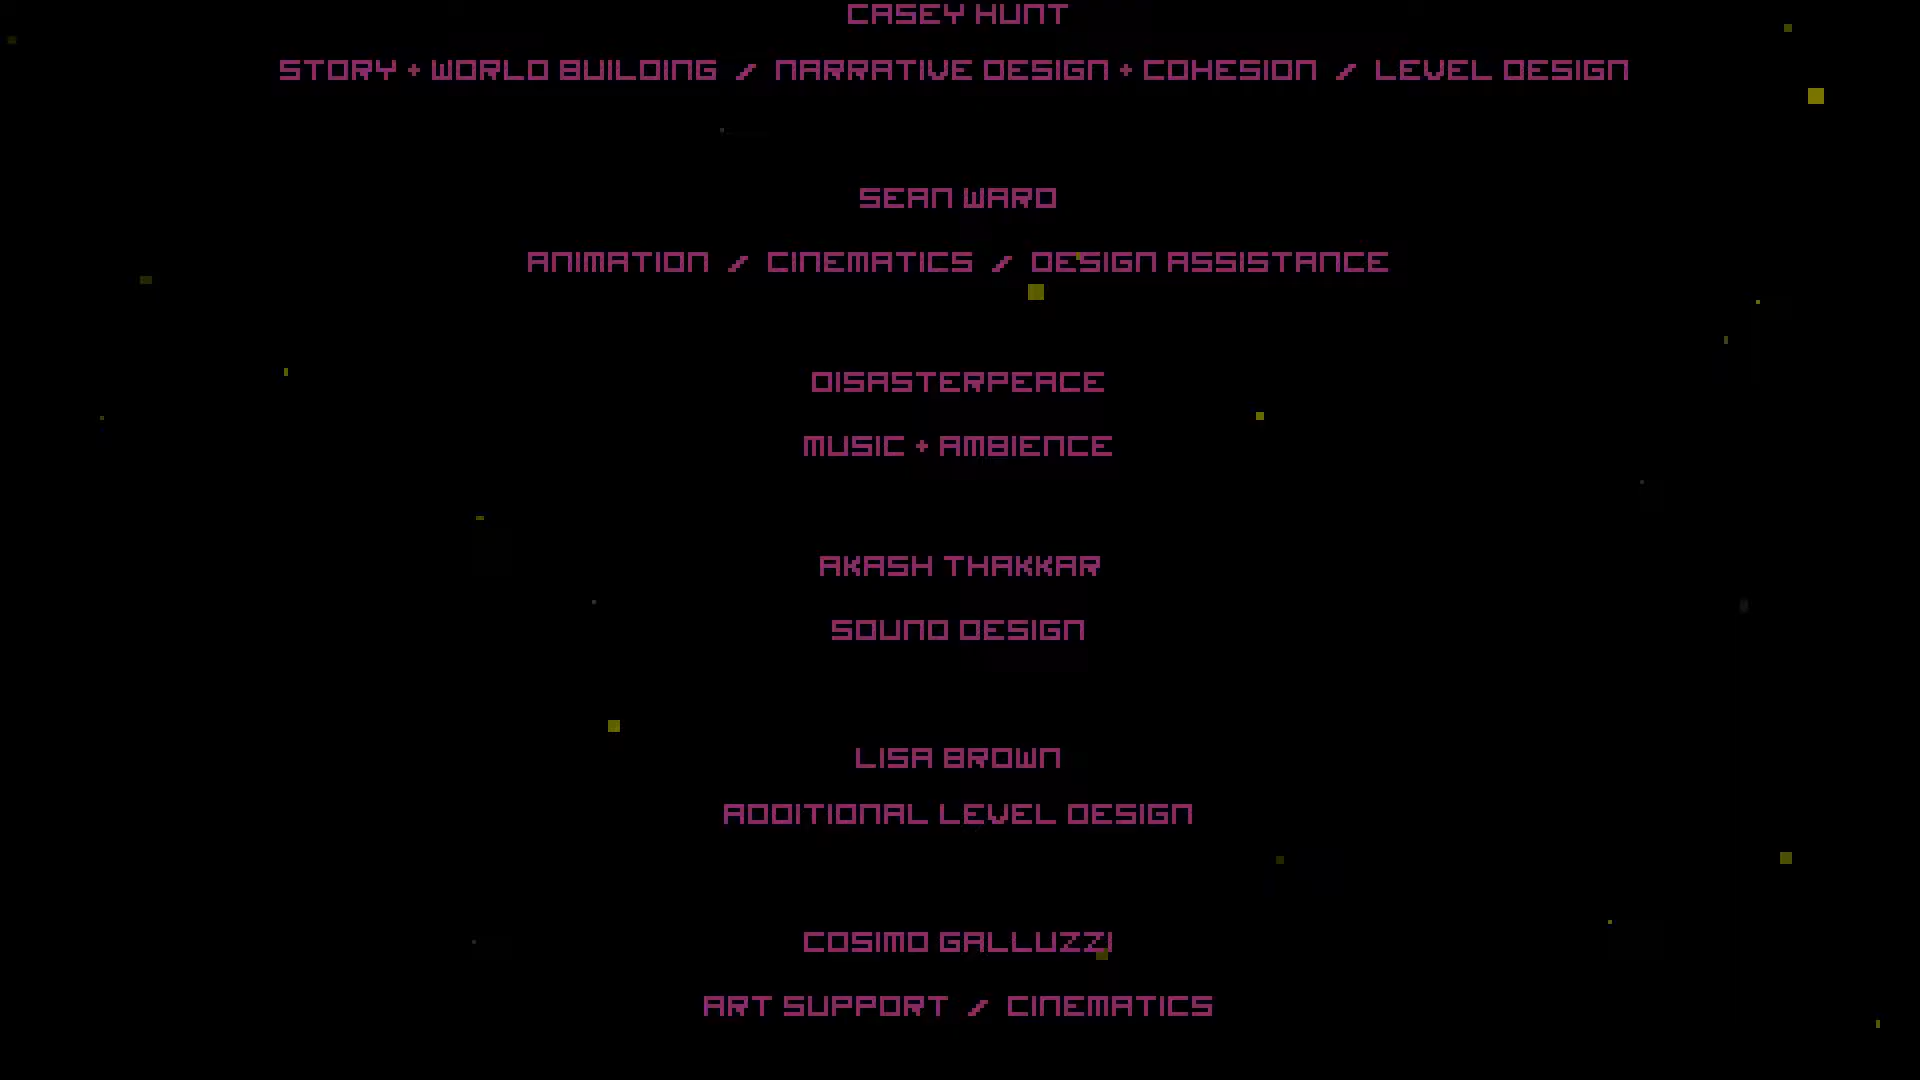 CASEY HUNT
STORY + WORLD BUILDING / NARRATIVE DESIGN + COHESION / LEVEL DESIGN
SEAN WARD
ANIMATION / CINEMATICS / DESIGN ASSISTANCE
DISASTERPEACE
MUSIC + AMBIENCE
AKASH THAKKAR
SOUND DESIGN
LISA BROWN
ADDITIONAL LEVEL DESIGN
COSIMO GALLUZZI
ART SUPPORT / CINEMATICS